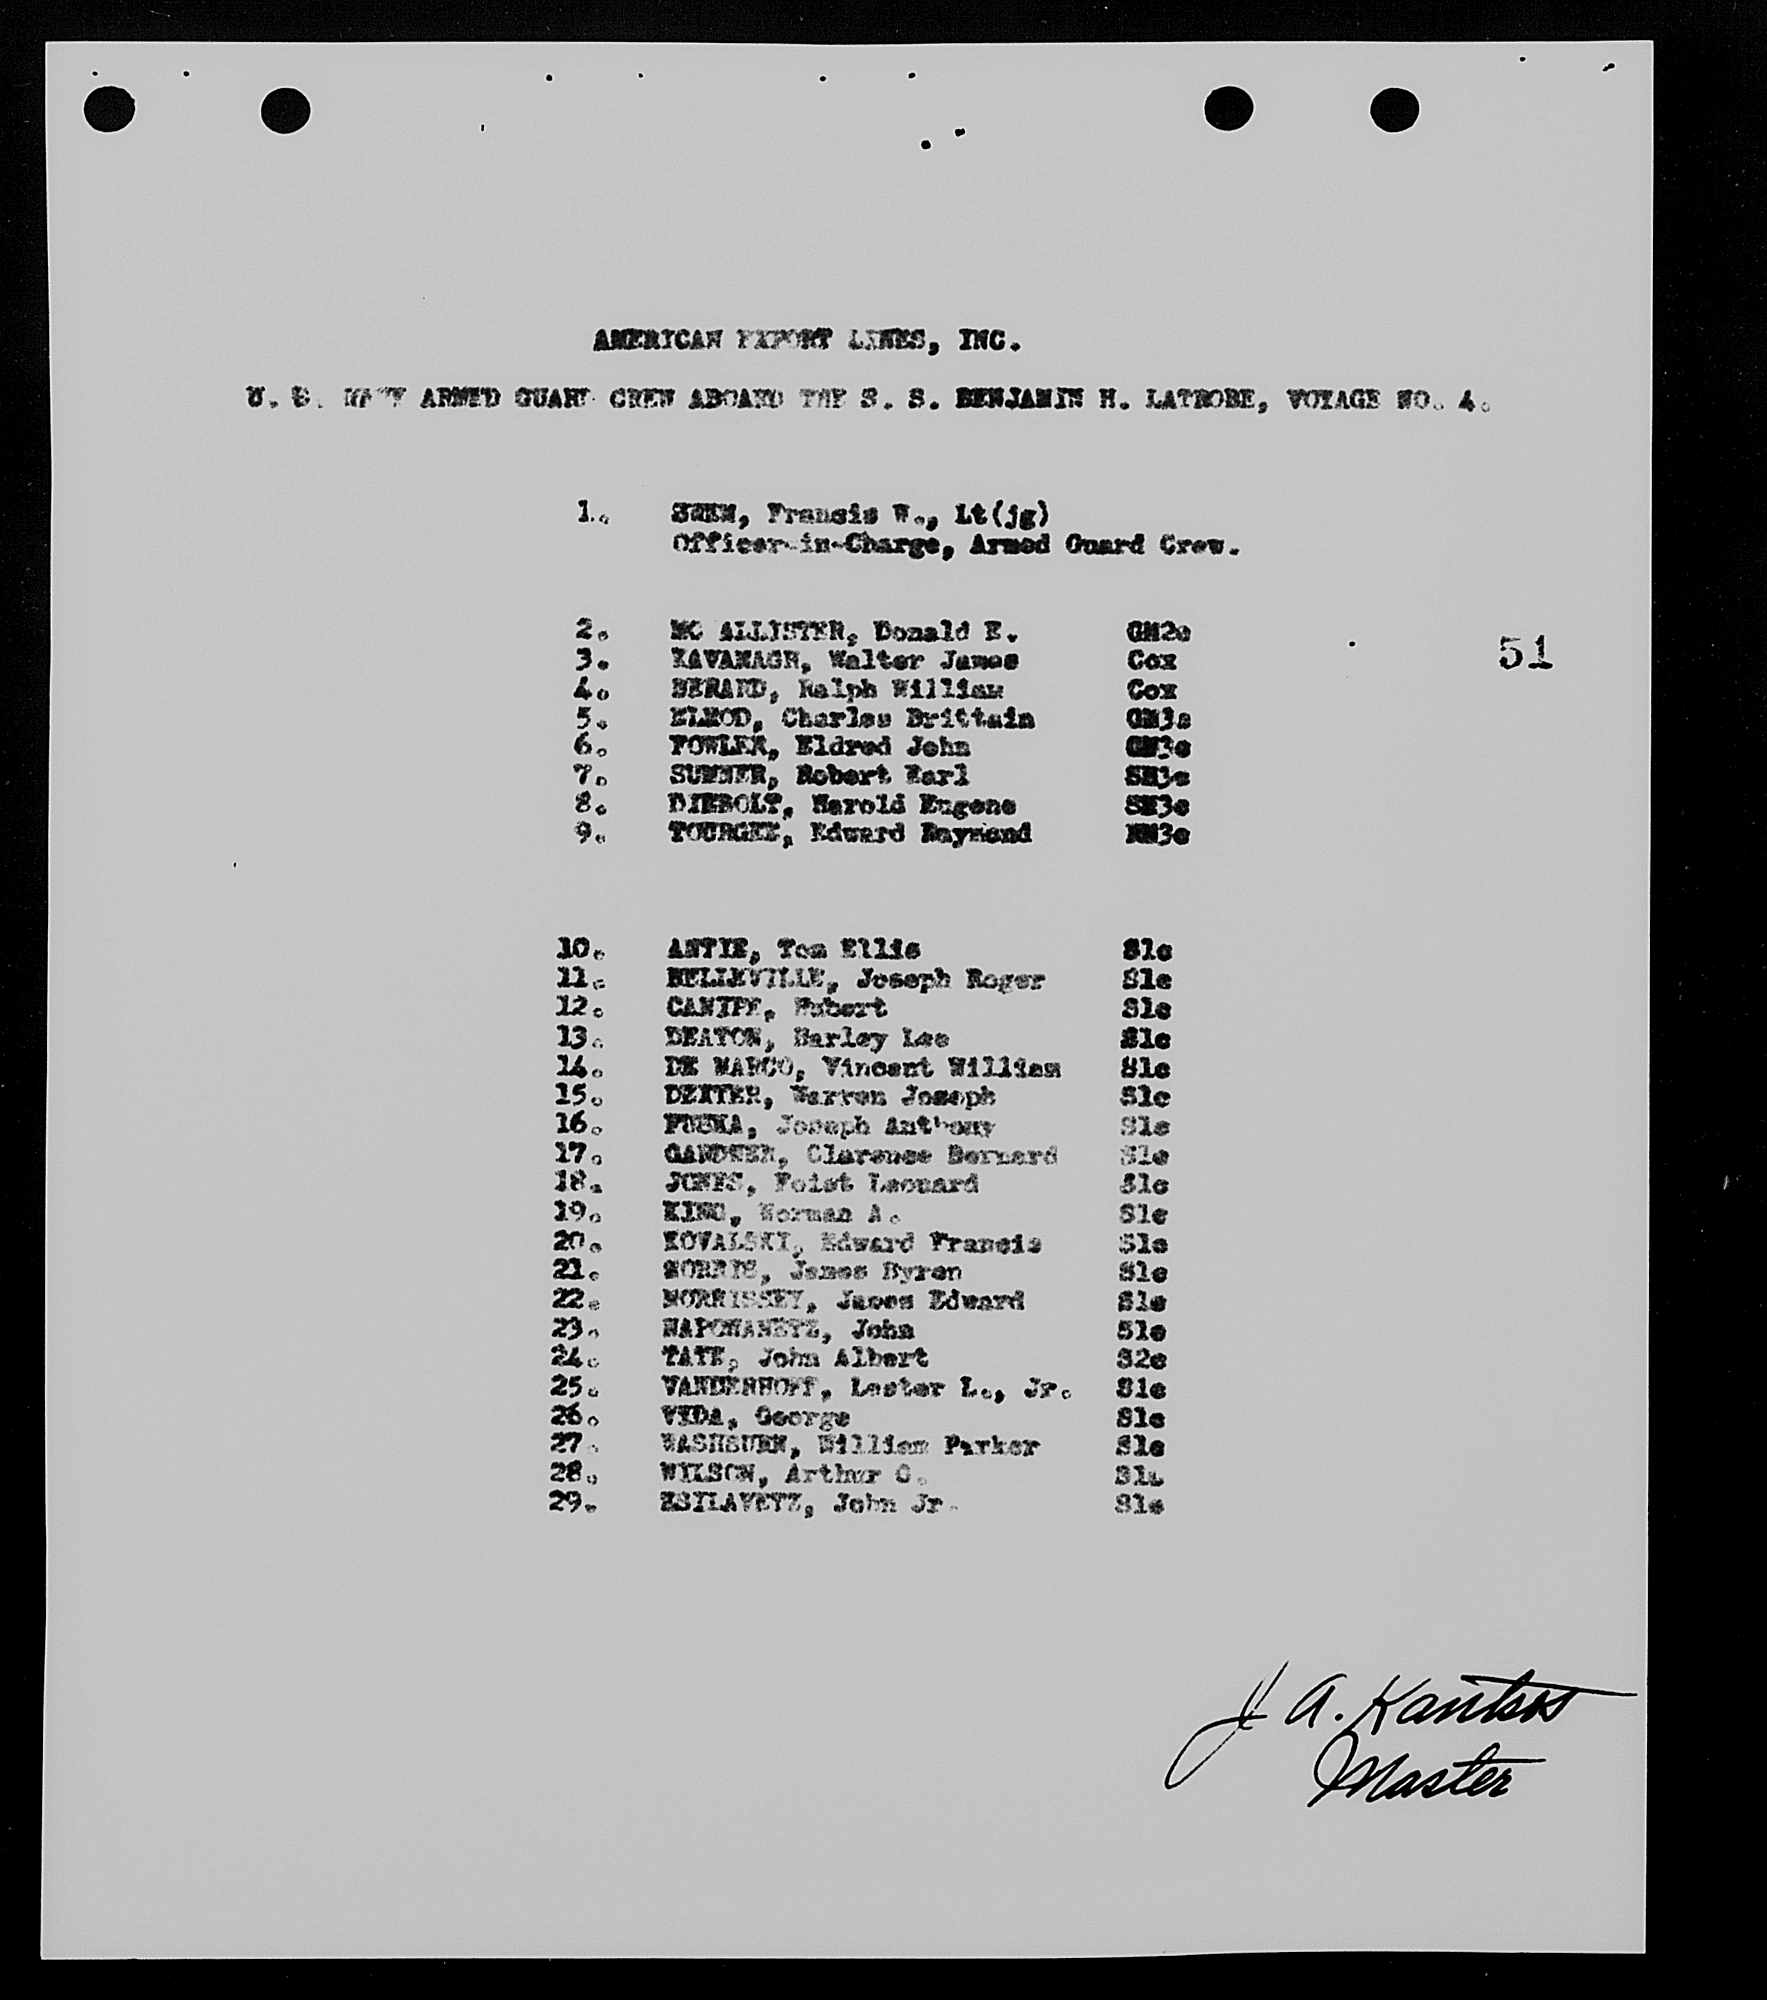 AMERICAN EXPORT LINES, INC.
U. S. NAVY ARMED GUARD CREW ABOARD THE S. S. BENJAMIN H. LATROBE, VOYAGE NO. 4.
1. Francis W., Lt(jg)
Officer-in-Charge, Armed Guard Crew.
2. MC ALLISTER, Donald E. GM2c
3. KAVANAGH, Walter James Cox
51
4. BERARD, Ralph William Cox
5. ELROD, Charles Brittain GM3c
6. FOWLER, Eldred John GM3c
7. SUMNER, Robert Earl SM3c
8. DIEBOLT, Harold Eugene SM3c
9. TOURGEE, Edward Raymond
10. Tom Ellis S1c
11. BELLEVILLE, Joseph Roger S1c
12. CANIPE, Hubert S1c
13. DEATON, Harley Lee S1c
14. DE MARCO, Vincent William S1c
15. DEXTER, Warren Joseph S1c
16. Joseph Anthony S1c
17. GARDNER, Clarence Bernard S1c
18. JONES, Foist Leonard S1c
19. KING, Norman A. S1c
20. KOVALSKI, Edward Francis S1c
21. James Byron S1c
22. MORRISSEY, James Edward S1c
23. John S1c
24. TATE, John Albert S2c
25. VANDERHOFF, Lester L., Jr. S1c
26. VEDA, George S1c
27. WASHBURN, William Parker S1c
28. WILSON, Arthur S1c
29. John Jr. S1c
J A. Kantsos
Master